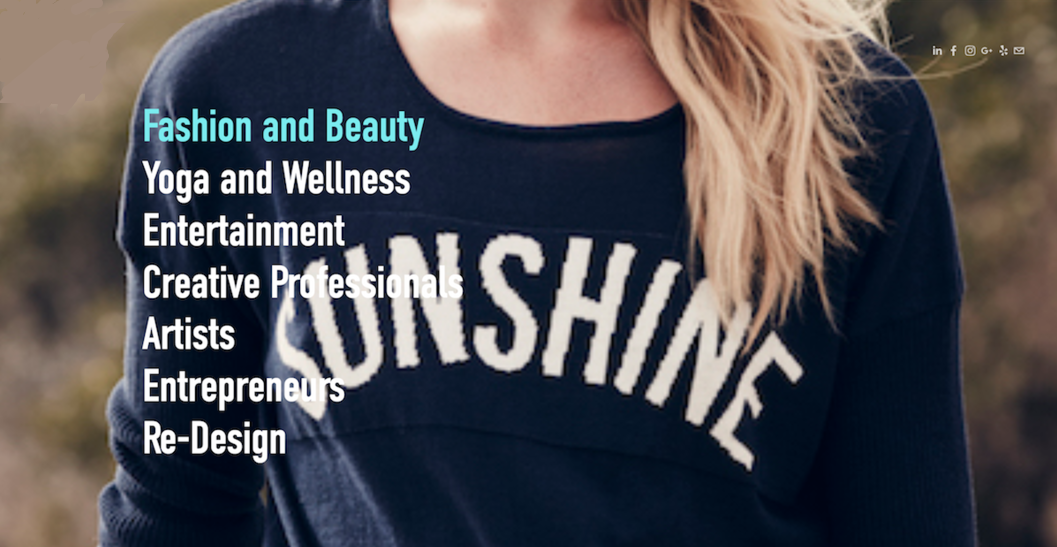 Fashion and Beauty
Yoga and Wellness
Entertainment
Creative Professionals
Artists
Entrepreneurs
Re-Design
SUNSHINE